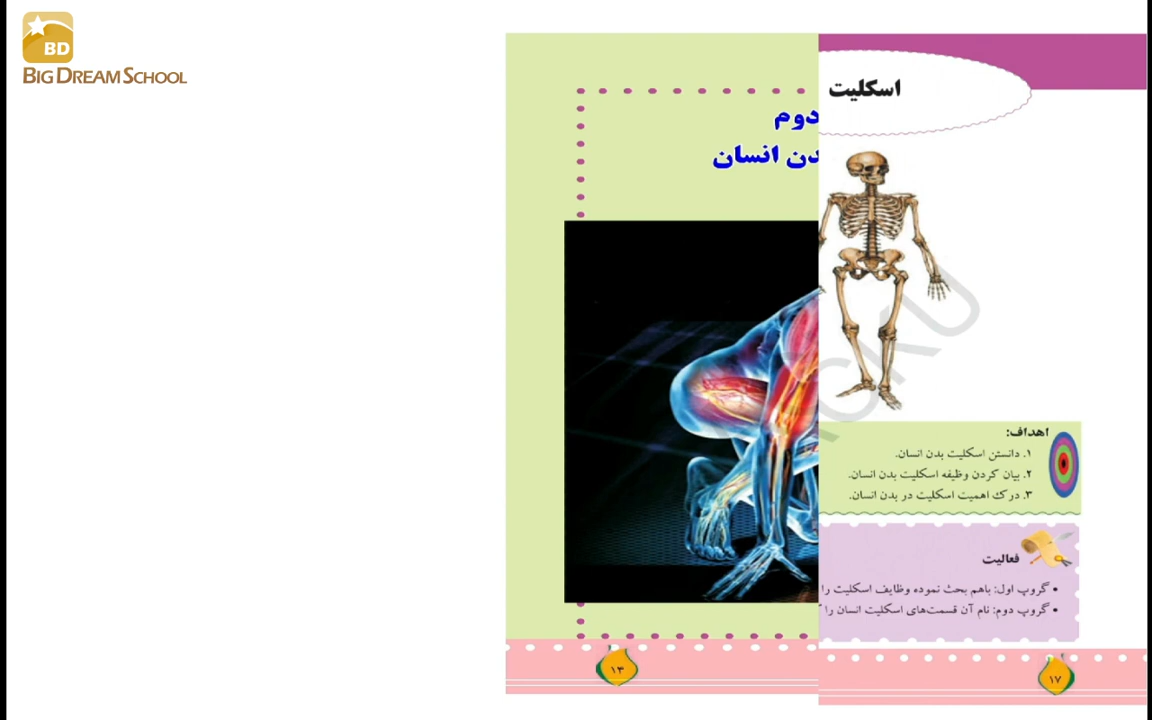 BD
BIG DREAM SCHOOL
دوم
انسان
۱۳
اسکلیت
اهداف:
۱. دانستن اسکلیت بدن انسان.
۲. بیان کردن وظیفه اسکلیت بدن انسان.
۳. درک اهمیت اسکلیت در بدن انسان.
فعالیت
• گروپ اول: باهم بحث نموده وظایف اسکلیت را
• گروپ دوم: نام آن قسمت‌های اسکلیت انسان را
۱۷